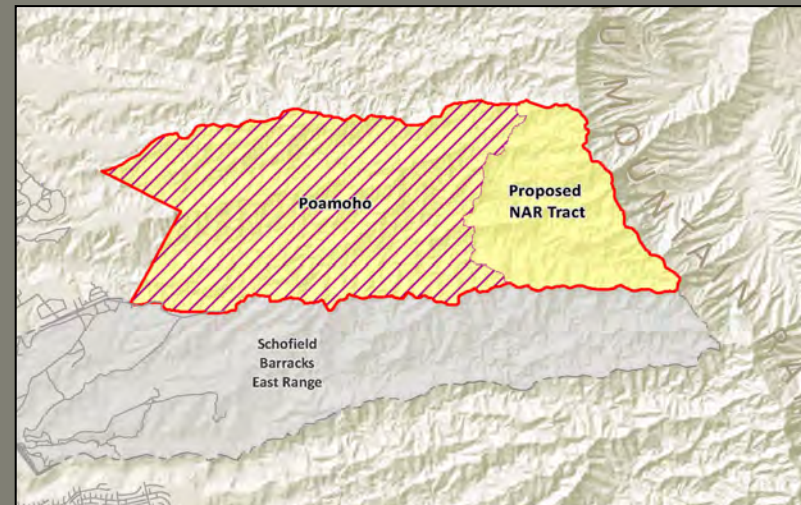 U MOUNTAIN RA
Poamoho
Proposed
NAR Tract
Schofield
Barracks
East Range